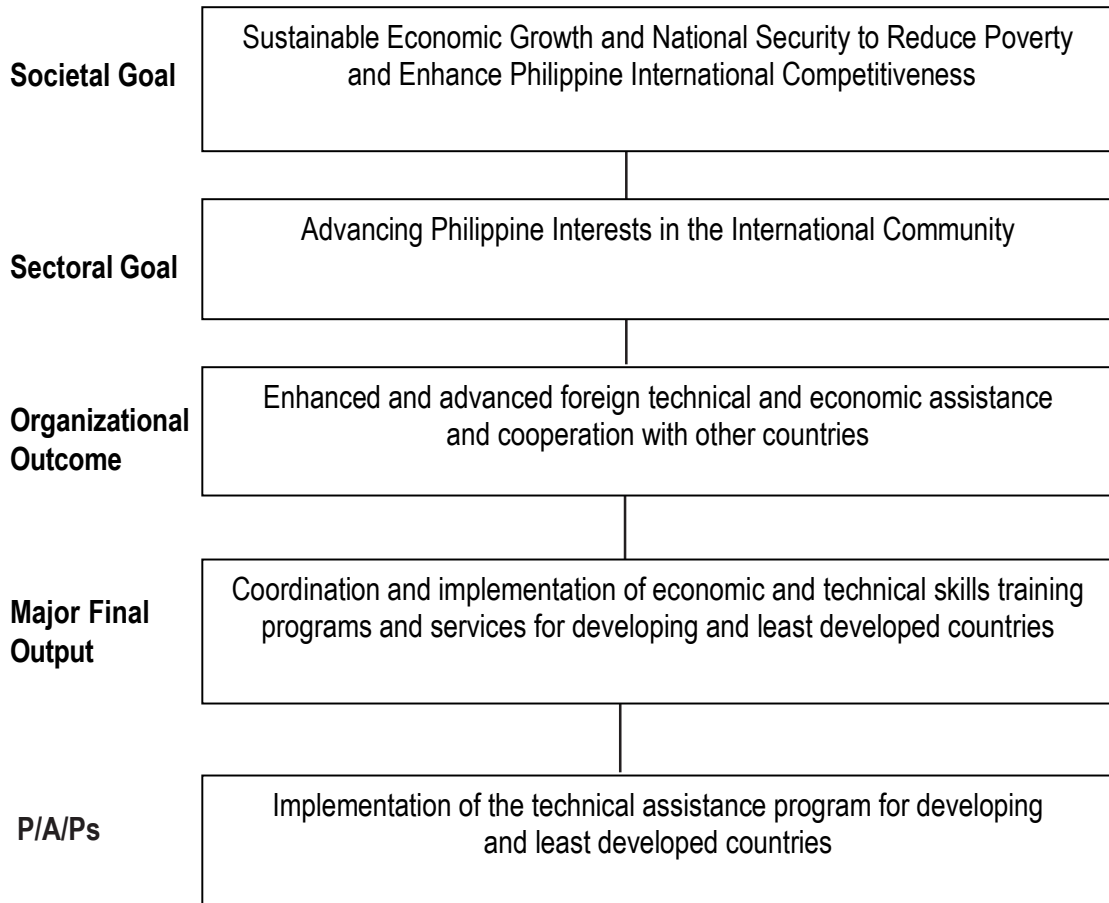 Societal Goal
Sustainable Economic Growth and National Security to Reduce Poverty
and Enhance Philippine International Competitiveness
Sectoral Goal
Advancing Philippine Interests in the International Community
Organizational
Outcome
Enhanced and advanced foreign technical and economic assistance
and cooperation with other countries
Major Final
Output
Coordination and implementation of economic and technical skills training
programs and services for developing and least developed countries
P/A/Ps
Implementation of the technical assistance program for developing
and least developed countries